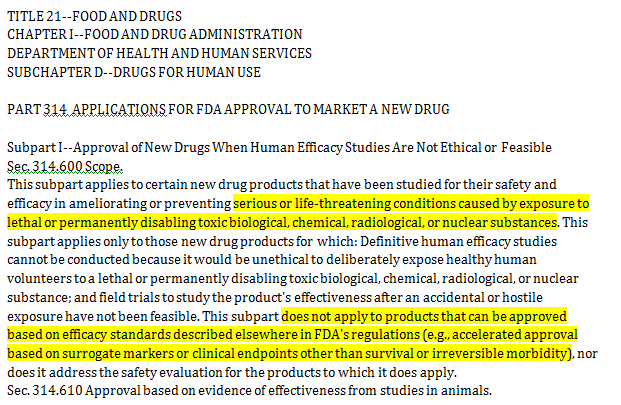 TITLE 21--FOOD AND DRUGS
CHAPTER I--FOOD AND DRUG ADMINISTRATION
DEPARTMENT OF HEALTH AND HUMAN SERVICES
SUBCHAPTER D--DRUGS FOR HUMAN USE
PART 314 APPLICATIONS FOR FDA APPROVAL TO MARKET A NEW DRUG
Subpart I--Approval of New Drugs When Human Efficacy Studies Are Not Ethical or Feasible
Sec. 314.600 Scope.
This subpart applies to certain new drug products that have been studied for their safety and
efficacy in ameliorating or preventing serious or life-threatening conditions caused by exposure to
lethal or permanently disabling toxic biological, chemical, radiological, or nuclear substances. This
subpart applies only to those new drug products for which: Definitive human efficacy studies
cannot be conducted because it would be unethical to deliberately expose healthy human
volunteers to a lethal or permanently disabling toxic biological, chemical, radiological, or nuclear
substance; and field trials to study the product's effectiveness after an accidental or hostile
exposure have not been feasible. This subpart does not apply to products that can be approved
based on efficacy standards described elsewhere in FDA's regulations (e.g., accelerated approval
based on surrogate markers or clinical endpoints other than survival or irreversible morbidity), nor
does it address the safety evaluation for the products to which it does apply.
Sec. 314.610 Approval based on evidence of effectiveness from studies in animals.